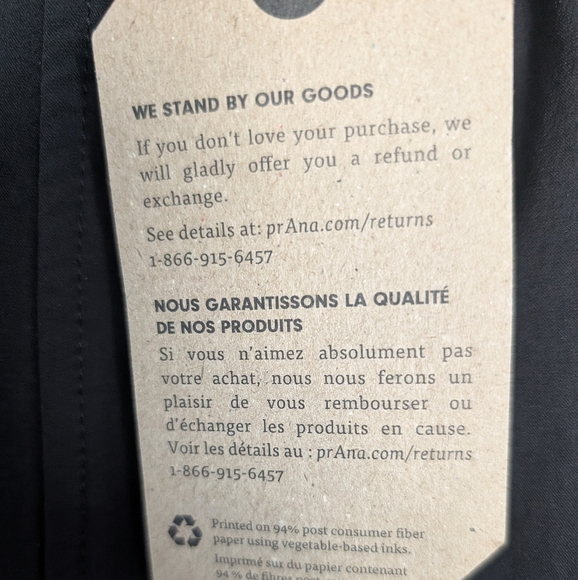 WE STAND BY OUR GOODS
If you don't love your purchase, we
will gladly offer you a refund or
exchange.
See details at: prAna.com/returns
1-866-915-6457
NOUS GARANTISSONS LA QUALITÉ
DE NOS PRODUITS
Si vous n'aimez absolument pas
votre achat, nous nous ferons un
plaisir de vous rembourser ou
d'échanger les produits en cause.
Voir les détails au : prAna.com/returns
1-866-915-6457
Printed on 94% post consumer fiber
paper using vegetable-based inks.
Imprimé sur du papier contenant
94 % de fibres post